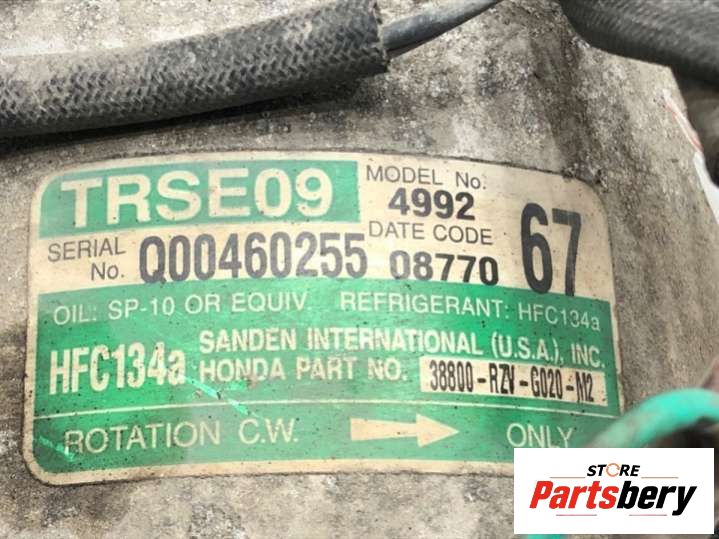 TRSE09
MODEL No.
4992
SERIAL No. Q00460255
DATE CODE
08770
67
OIL: SP-10 OR EQUIV. REFRIGERANT: HFC134a
HFC134a
SANDEN INTERNATIONAL (U.S.A.), INC.
HONDA PART NO. 38800-RZV-G020-M2
ROTATION C.W. ONLY
STORE
Partsbery